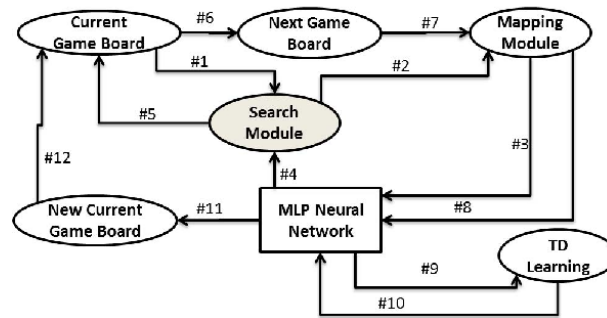 Current
Game Board
#6
Next Game
Board
#7
Mapping
Module
#1
#2
#5
Search
Module
#3
#12
#4
New Current
Game Board
#11
MLP Neural
Network
#8
#9
TD
Learning
#10